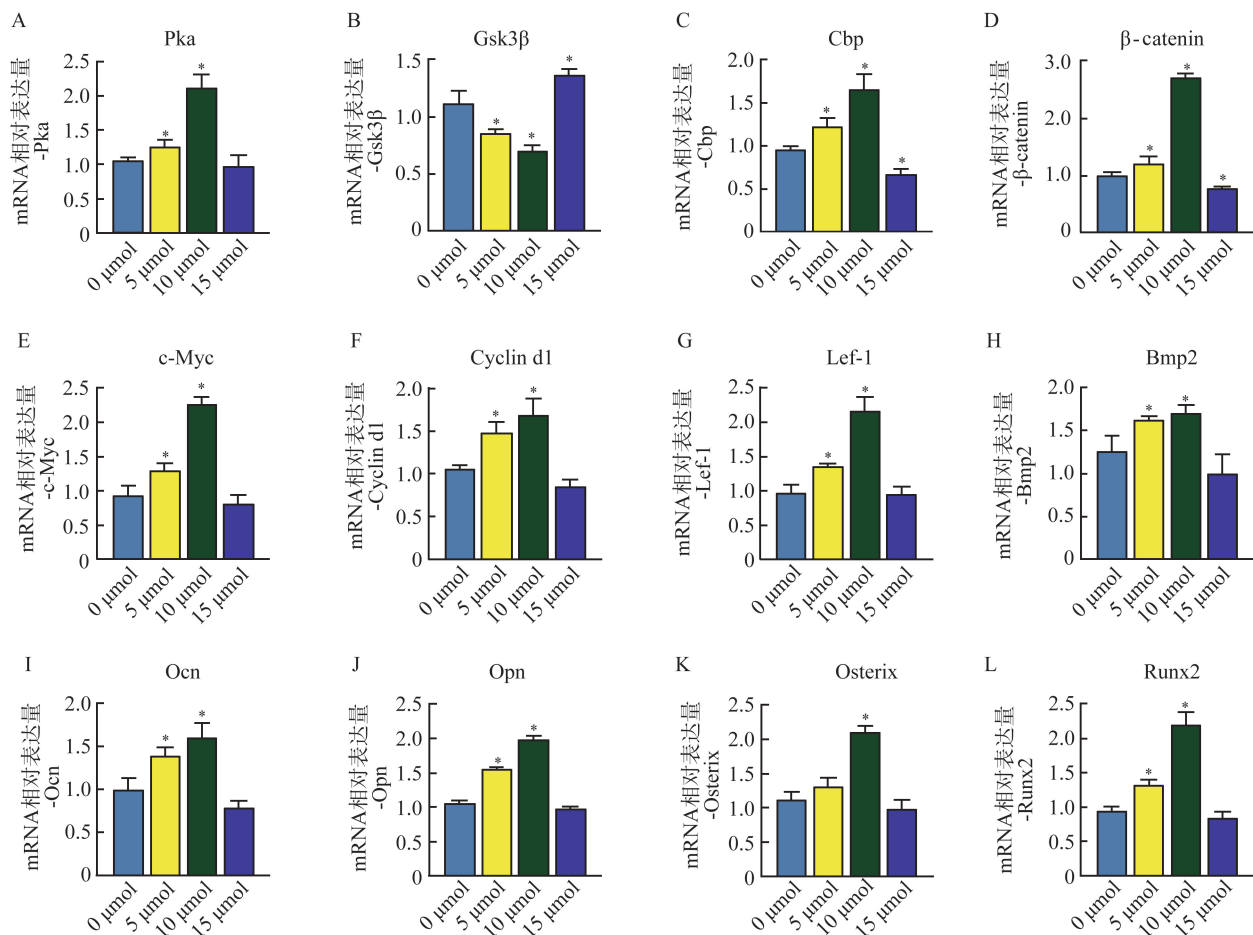 A
Pka
mRNA相对表达量
-Pka
2.5
*
2.0
1.5
*
1.0
0.5
0
0 μmol
5 μmol
10 μmol
15 μmol
B
Gsk3β
mRNA相对表达量
-Gsk3β
1.5
*
*
*
1.0
0.5
0
0 μmol
5 μmol
10 μmol
15 μmol
C
Cbp
mRNA相对表达量
-Cbp
2.0
*
1.5
*
1.0
*
0.5
0
0 μmol
5 μmol
10 μmol
15 μmol
D
β-catenin
mRNA相对表达量
-β-catenin
3.0
*
2.0
*
1.0
*
0
0 μmol
5 μmol
10 μmol
15 μmol
E
c-Myc
mRNA相对表达量
-c-Myc
2.5
*
2.0
1.5
*
1.0
0.5
0
0 μmol
5 μmol
10 μmol
15 μmol
F
Cyclin d1
mRNA相对表达量
-Cyclin d1
2.0
*
*
1.5
1.0
0.5
0
0 μmol
5 μmol
10 μmol
15 μmol
G
Lef-1
mRNA相对表达量
-Lef-1
2.5
*
2.0
1.5
*
1.0
0.5
0
0 μmol
5 μmol
10 μmol
15 μmol
H
Bmp2
mRNA相对表达量
-Bmp2
2.0
*
*
1.5
1.0
0.5
0
0 μmol
5 μmol
10 μmol
15 μmol
I
Ocn
mRNA相对表达量
-Ocn
2.0
*
*
1.5
1.0
0.5
0
0 μmol
5 μmol
10 μmol
15 μmol
J
Opn
mRNA相对表达量
-Opn
2.5
*
2.0
*
1.5
1.0
0.5
0
0 μmol
5 μmol
10 μmol
15 μmol
K
Osterix
mRNA相对表达量
-Osterix
2.5
*
2.0
1.5
1.0
0.5
0
0 μmol
5 μmol
10 μmol
15 μmol
L
Runx2
mRNA相对表达量
-Runx2
2.5
*
2.0
1.5
*
1.0
0.5
0
0 μmol
5 μmol
10 μmol
15 μmol